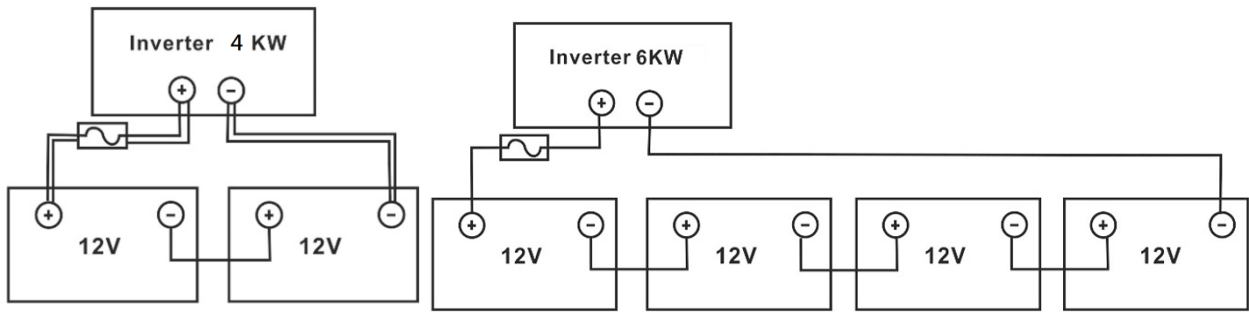 Inverter 4 KW
+ −
+ − + −
12V 12V
Inverter 6KW
+ −
+ − + − + − + −
12V 12V 12V 12V